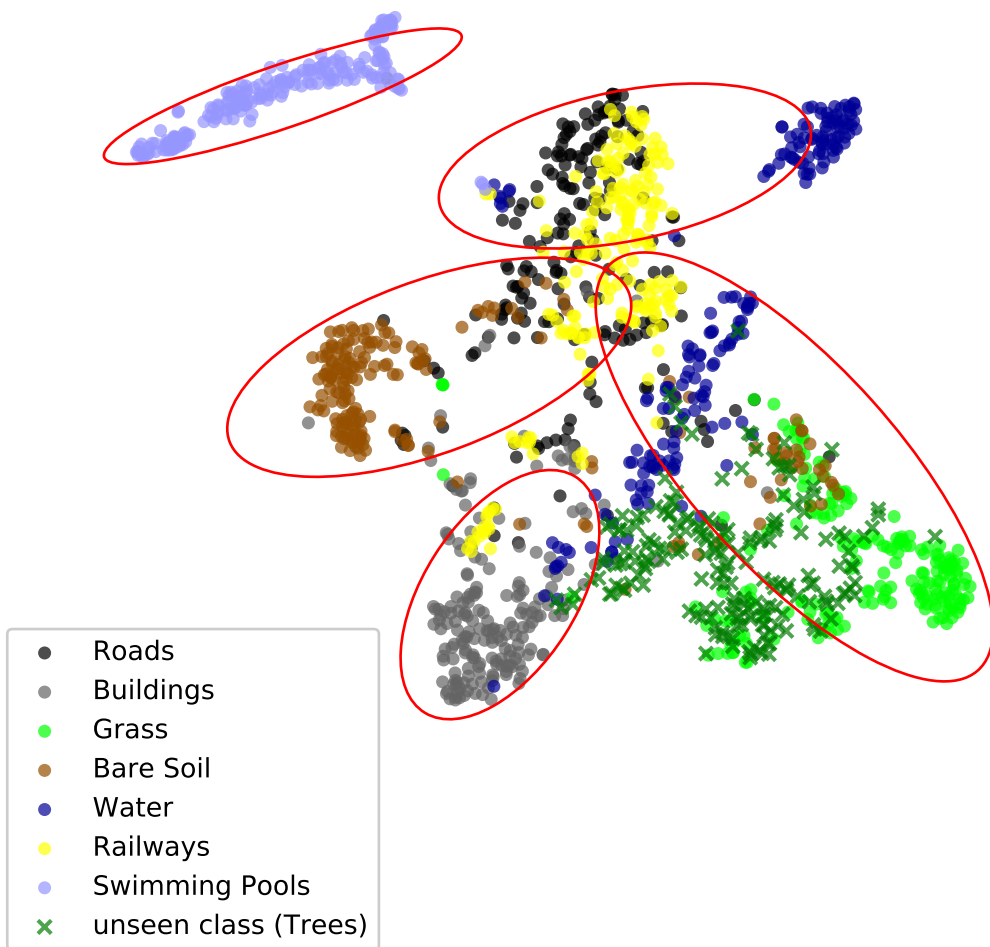 Roads
Buildings
Grass
Bare Soil
Water
Railways
Swimming Pools
unseen class (Trees)